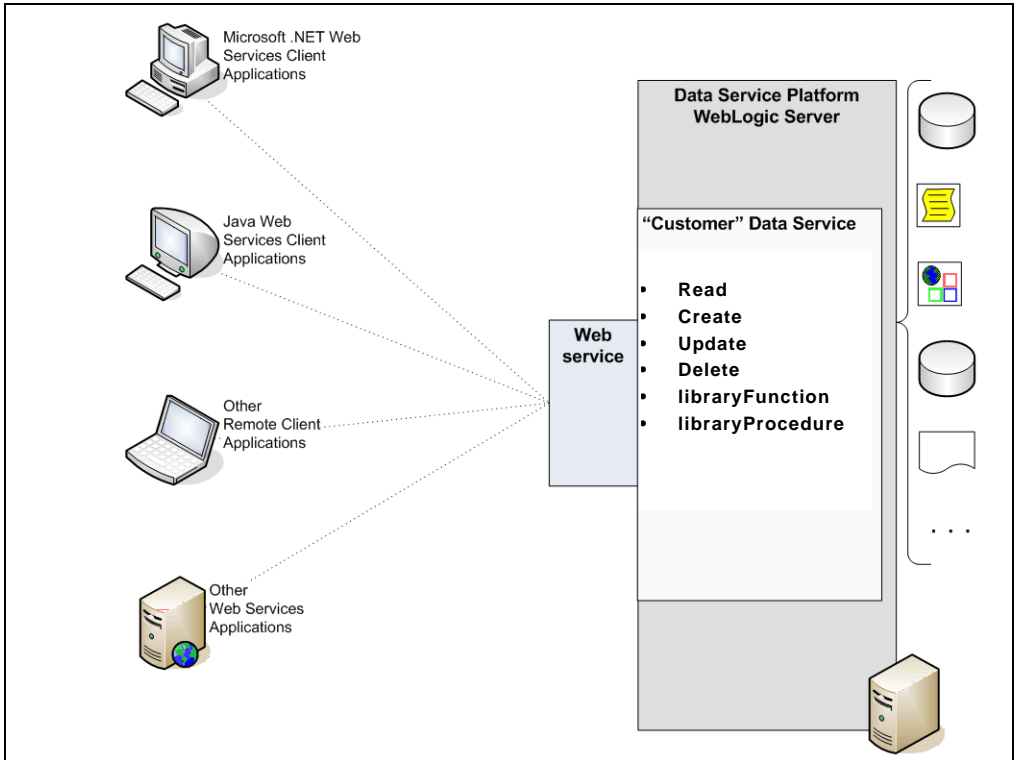 Microsoft .NET Web
Services Client
Applications
Java Web
Services Client
Applications
Other
Remote Client
Applications
Other
Web Services
Applications
Web
service
Data Service Platform
WebLogic Server
“Customer” Data Service
• Read
• Create
• Update
• Delete
• libraryFunction
• libraryProcedure
. . .